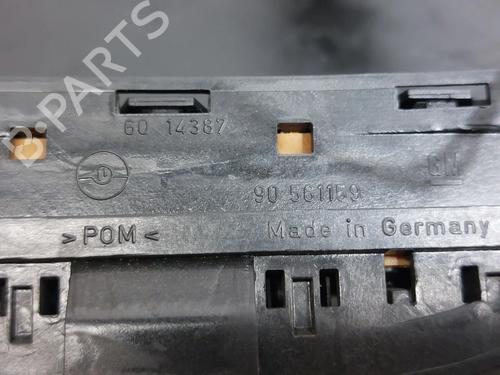 B PARTS
60 14387
GM
90 561159
>POM<
Made in Germany